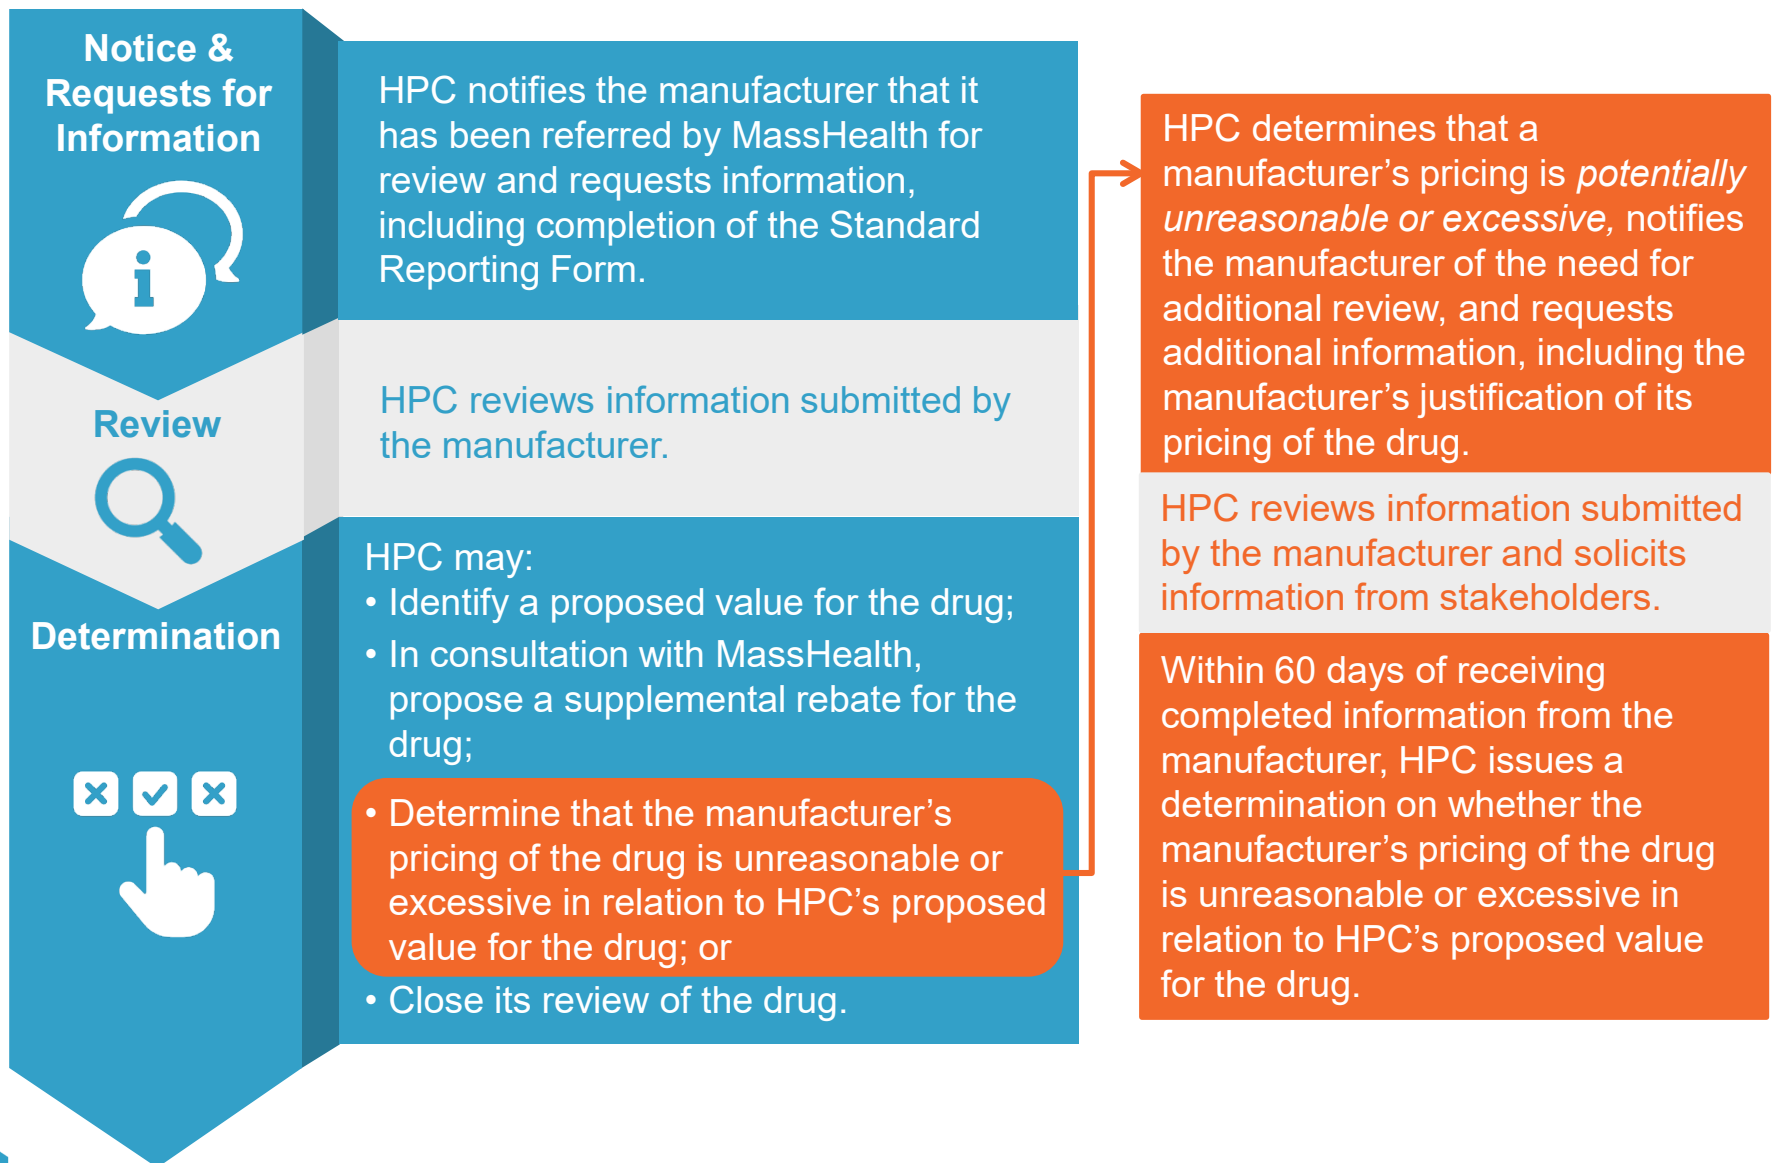 Notice &
Requests for
Information
HPC notifies the manufacturer that it
has been referred by MassHealth for
review and requests information,
including completion of the Standard
Reporting Form.
Review
HPC reviews information submitted by
the manufacturer.
Determination
HPC may:
• Identify a proposed value for the drug;
• In consultation with MassHealth,
propose a supplemental rebate for the
drug;
• Determine that the manufacturer’s
pricing of the drug is unreasonable or
excessive in relation to HPC’s proposed
value for the drug; or
• Close its review of the drug.
HPC determines that a
manufacturer’s pricing is potentially
unreasonable or excessive, notifies
the manufacturer of the need for
additional review, and requests
additional information, including the
manufacturer’s justification of its
pricing of the drug.
HPC reviews information submitted
by the manufacturer and solicits
information from stakeholders.
Within 60 days of receiving
completed information from the
manufacturer, HPC issues a
determination on whether the
manufacturer’s pricing of the drug
is unreasonable or excessive in
relation to HPC’s proposed value
for the drug.